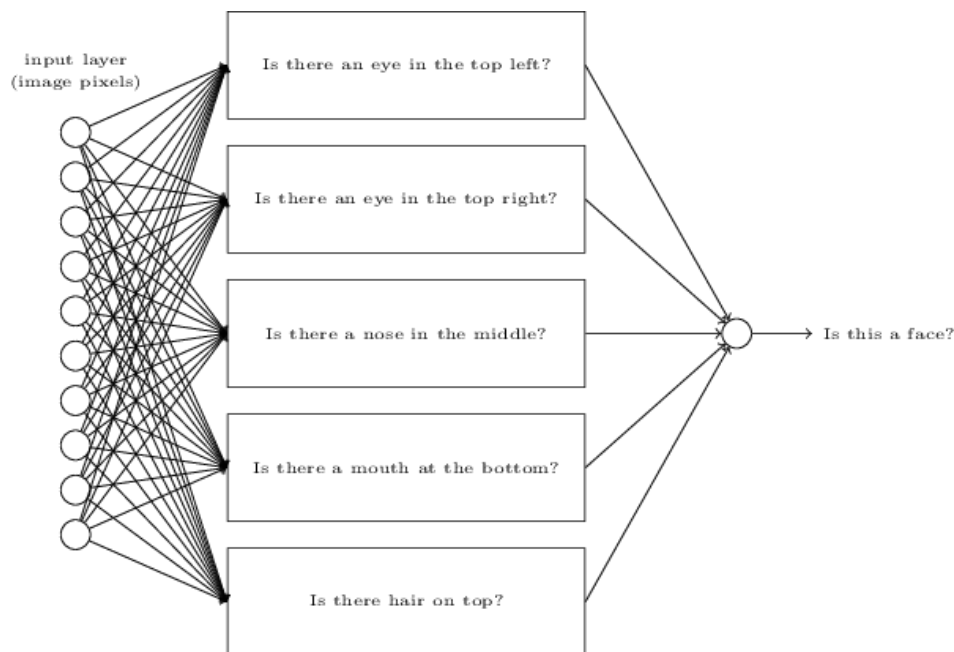 input layer
(image pixels)
Is there an eye in the top left?
Is there an eye in the top right?
Is there a nose in the middle?
Is this a face?
Is there a mouth at the bottom?
Is there hair on top?